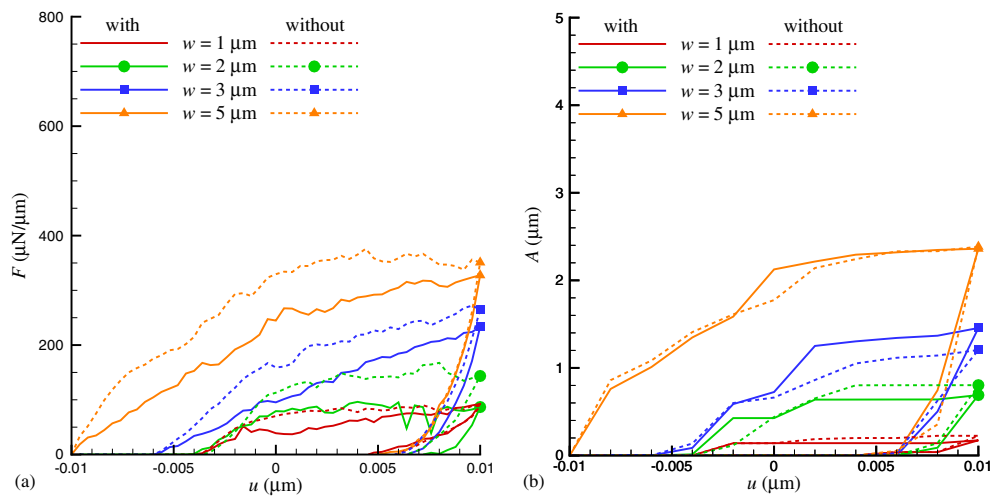 with without
w = 1 μm
w = 2 μm
w = 3 μm
w = 5 μm
800
600
400
200
0
F (μN/μm)
-0.01 -0.005 0 0.005 0.01
(a) u (μm)
with without
w = 1 μm
w = 2 μm
w = 3 μm
w = 5 μm
5
4
3
2
1
0
A (μm)
-0.01 -0.005 0 0.005 0.01
(b) u (μm)